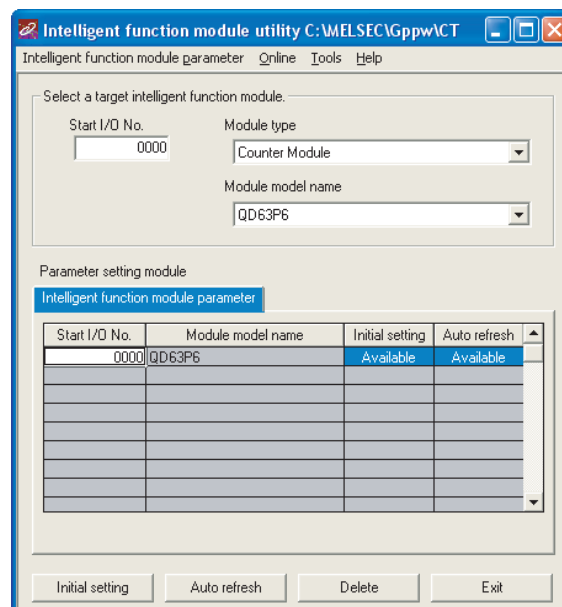 Intelligent function module utility C:\MELSEC\Gppw\CT
Intelligent function module parameter Online Tools Help
Select a target intelligent function module.
Start I/O No. Module type
0000 Counter Module
Module model name
QD63P6
Parameter setting module
Intelligent function module parameter
Start I/O No. Module model name Initial setting Auto refresh
0000 QD63P6 Available Available
Initial setting Auto refresh Delete Exit